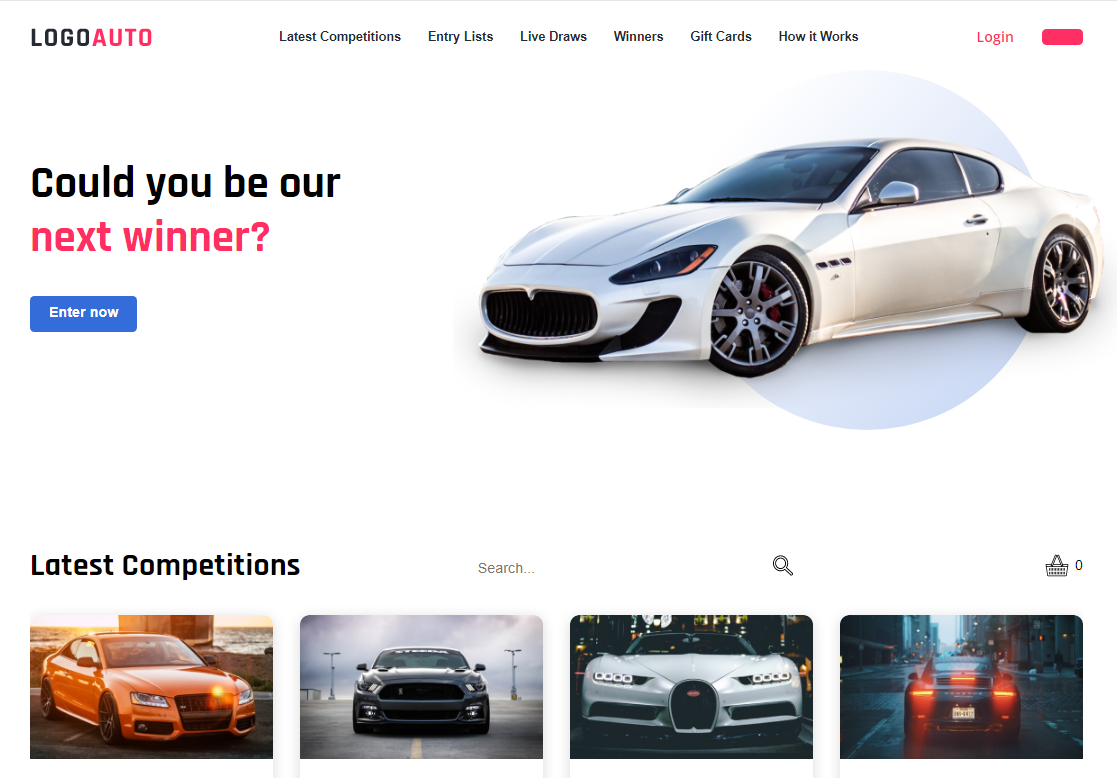 LOGOAUTO
Latest Competitions Entry Lists Live Draws Winners Gift Cards How it Works
Login
Could you be our
next winner?
Enter now
Latest Competitions
Search...
0